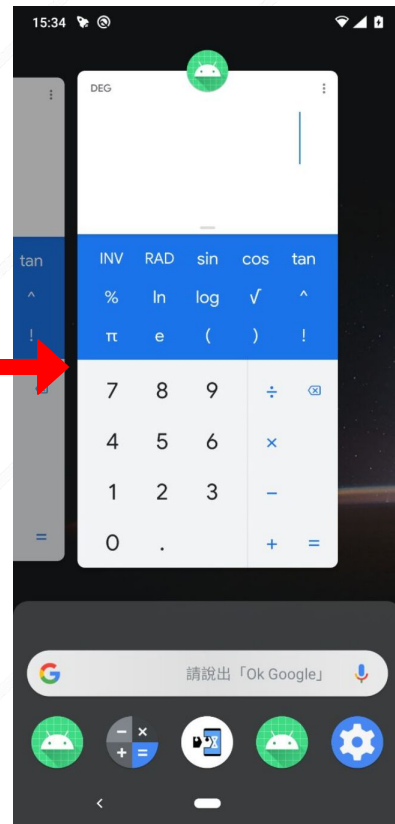 15:34
DEG
tan
INV RAD sin cos tan
^ % ln log √ ^
! π e ( ) !
7 8 9 ÷
4 5 6 ×
1 2 3 −
= 0 . + =
G 請說出「Ok Google」
− × + =